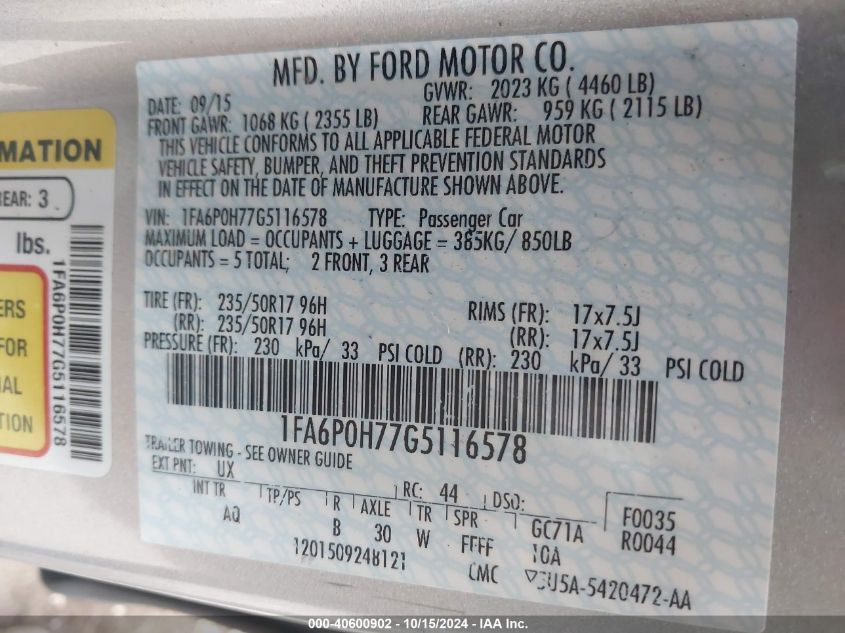 MFD. BY FORD MOTOR CO.
DATE: 09/15
GVWR: 2023 KG ( 4460 LB)
FRONT GAWR: 1068 KG ( 2355 LB)
REAR GAWR: 959 KG ( 2115 LB)
THIS VEHICLE CONFORMS TO ALL APPLICABLE FEDERAL MOTOR
VEHICLE SAFETY, BUMPER, AND THEFT PREVENTION STANDARDS
IN EFFECT ON THE DATE OF MANUFACTURE SHOWN ABOVE.
VIN: 1FA6P0H77G5116578 TYPE: Passenger Car
MAXIMUM LOAD = OCCUPANTS + LUGGAGE = 385KG/ 850LB
OCCUPANTS = 5 TOTAL; 2 FRONT, 3 REAR
TIRE (FR): 235/50R17 96H RIMS (FR): 17x7.5J
(RR): 235/50R17 96H (RR): 17x7.5J
PRESSURE (FR): 230 kPa/ 33 PSI COLD (RR): 230 kPa/ 33 PSI COLD
1FA6P0H77G5116578
TRAILER TOWING - SEE OWNER GUIDE
EXT PNT: UX RC: 44 DSO: F0035
INT TR TP/PS R AXLE TR SPR GC71A R0044
AQ B 30 W FFFF 10A
1201509248121 CMC 5U5A-5420472-AA
MATION
REAR: 3
lbs.
1FA6P0H77G5116578
ERS
FOR
AL
TION
000-40600902 - 10/15/2024 - IAA Inc.